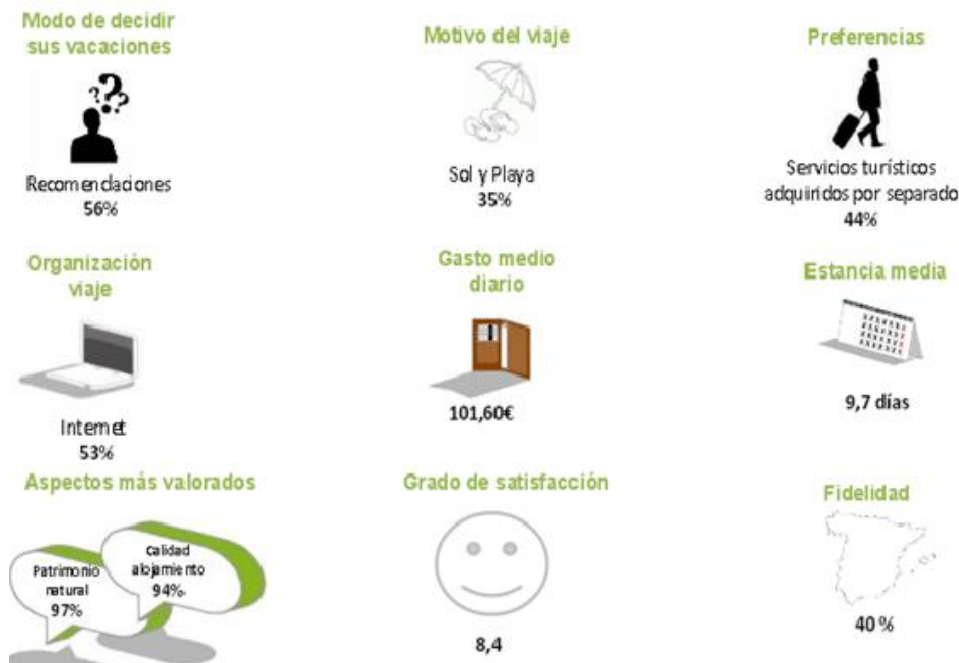 Modo de decidir
sus vacaciones
Recomendaciones
56%
Motivo del viaje
Sol y Playa
35%
Preferencias
Servicios turísticos
adquiridos por separado
44%
Organización
viaje
Internet
53%
Gasto medio
diario
101,60€
Estancia media
9,7 días
Aspectos más valorados
Patrimonio
natural
97%
Calidad
alojamiento
94%
Grado de satisfacción
8,4
Fidelidad
40 %